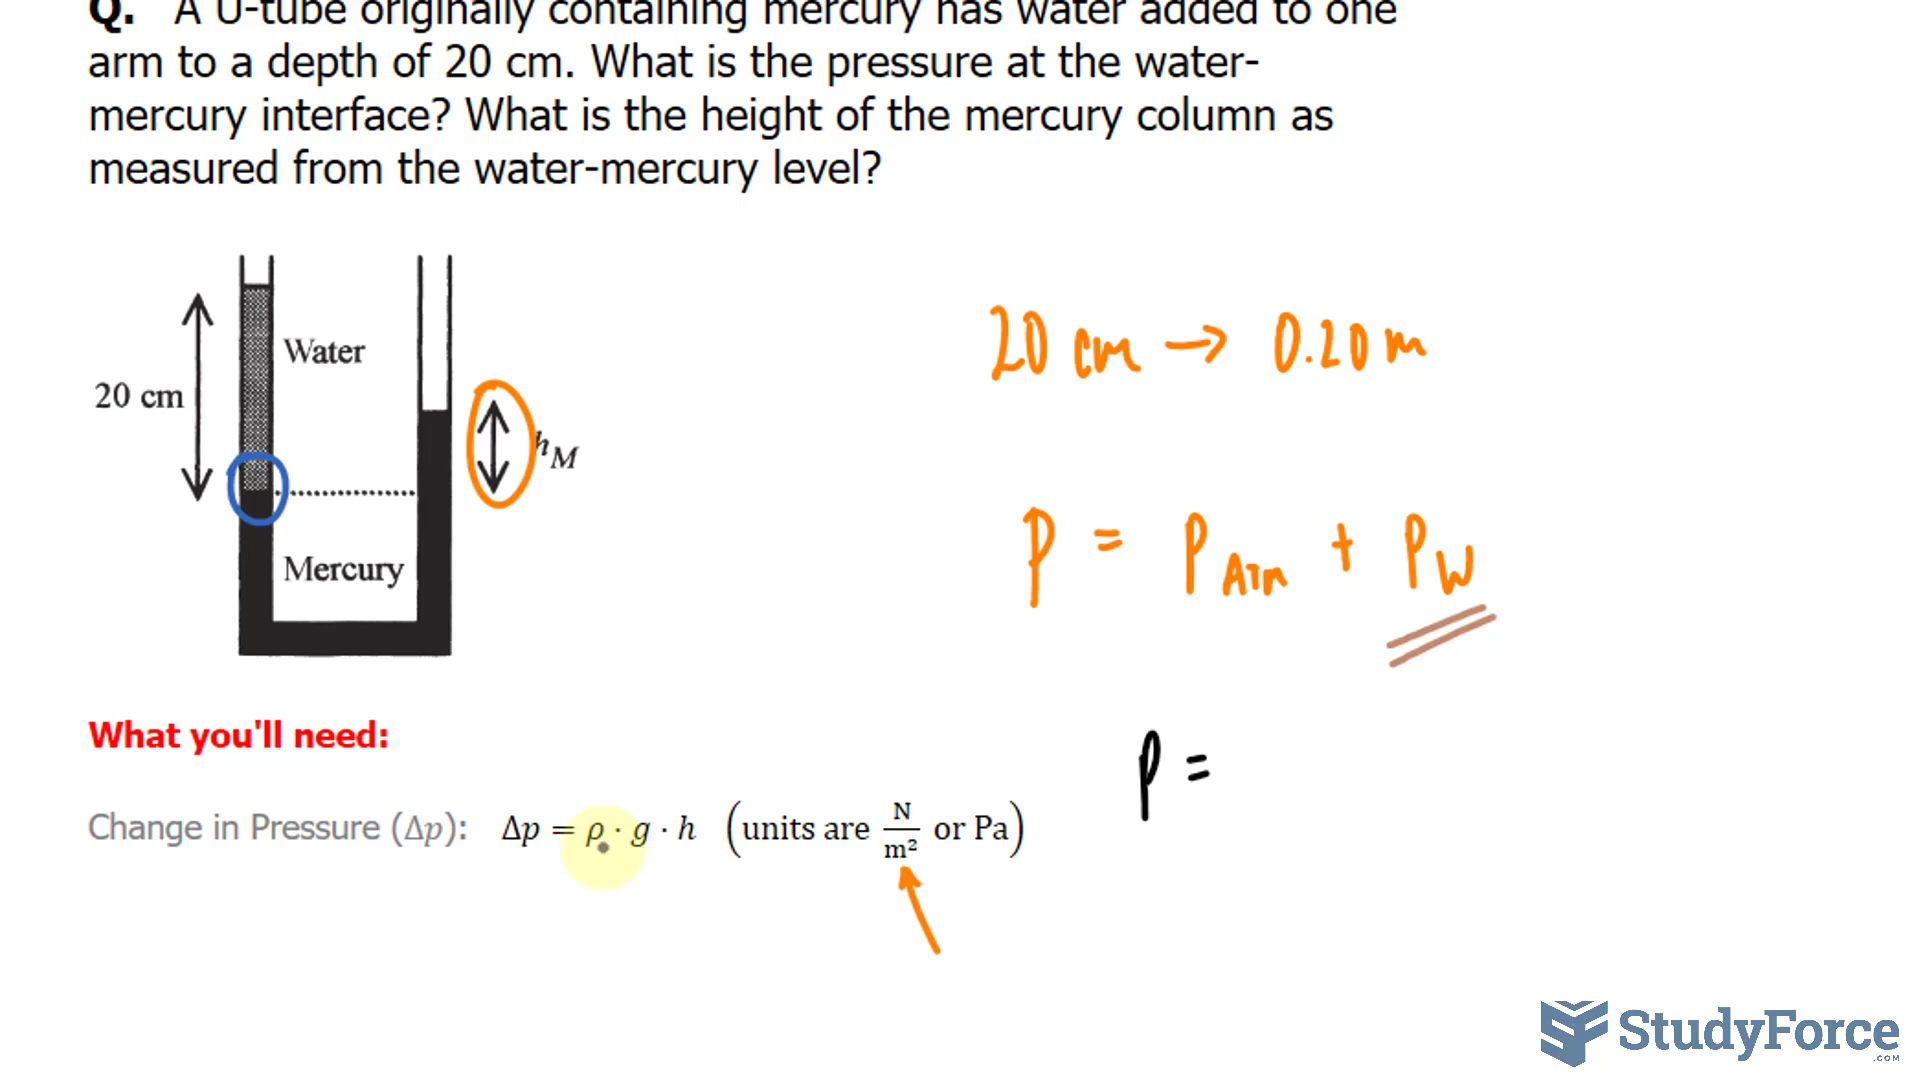 Q. A U-tube originally containing mercury has water added to one
arm to a depth of 20 cm. What is the pressure at the water-
mercury interface? What is the height of the mercury column as
measured from the water-mercury level?
20 cm → 0.20 m
Water
20 cm
h_M
P = P_ATM + P_W
Mercury
What you'll need:
P =
Change in Pressure (Δp): Δp = ρ · g · h (units are N/m² or Pa)
StudyForce
.COM